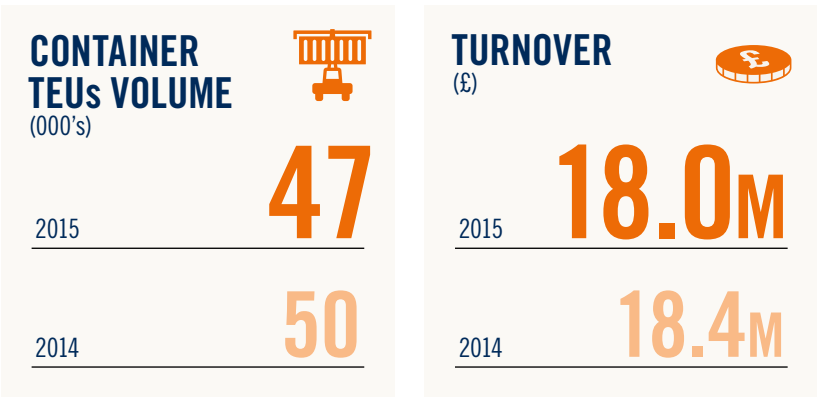 CONTAINER
TEUs VOLUME
(000's)
2015 47
2014 50
TURNOVER
(£)
£
2015 18.0M
2014 18.4M